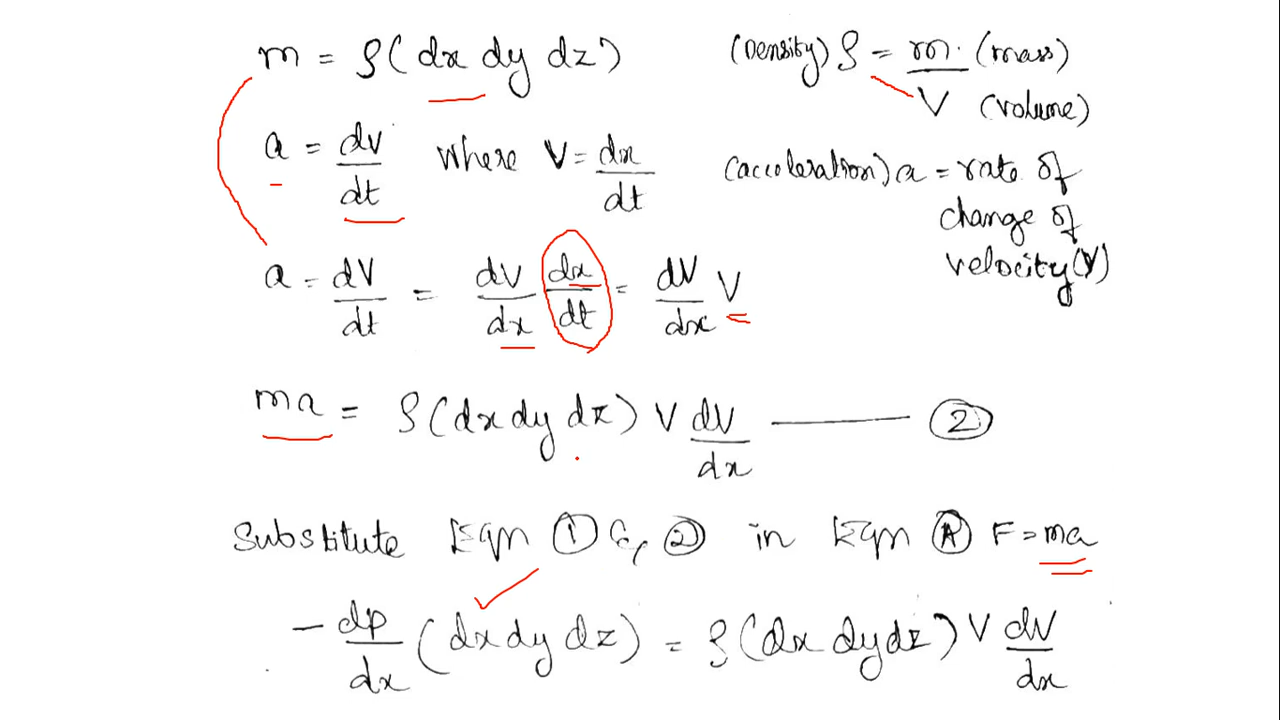 m = ρ(dx dy dz)
(Density) ρ = m/V (mass) (volume)
a = dv/dt where V = dx/dt
(accoleration) a = rate of change of velocity(V)
a = dV/dt = dV/dx dx/dt = dV/dx V
ma = ρ(dx dy dz) V dV/dx ——— ②
Substitute Eqn ① & ② in Eqn Ⓐ F=ma
- dp/dx (dx dy dz) = ρ(dx dy dz) V dV/dx